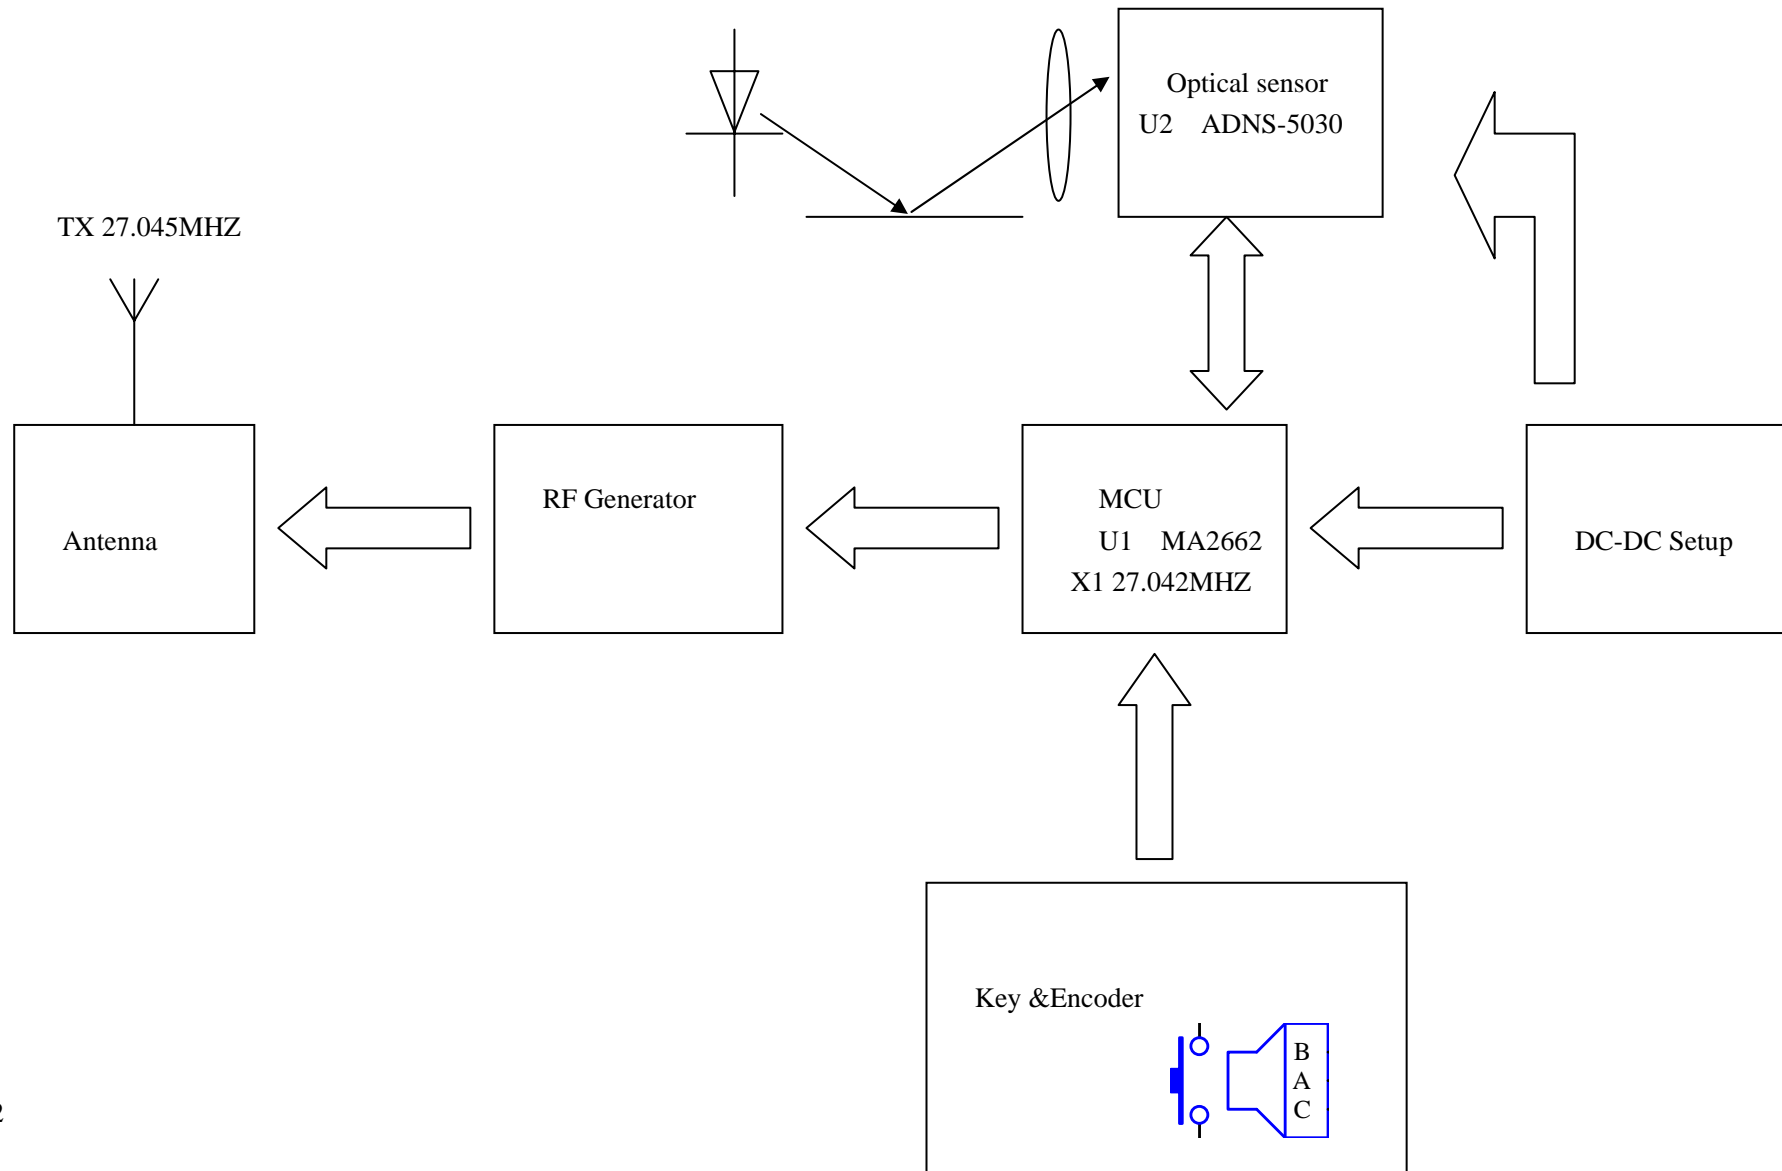 Optical sensor
U2 ADNS-5030
TX 27.045MHZ
Antenna
RF Generator
MCU
U1 MA2662
X1 27.042MHZ
DC-DC Setup
Key &Encoder
B
A
C
2